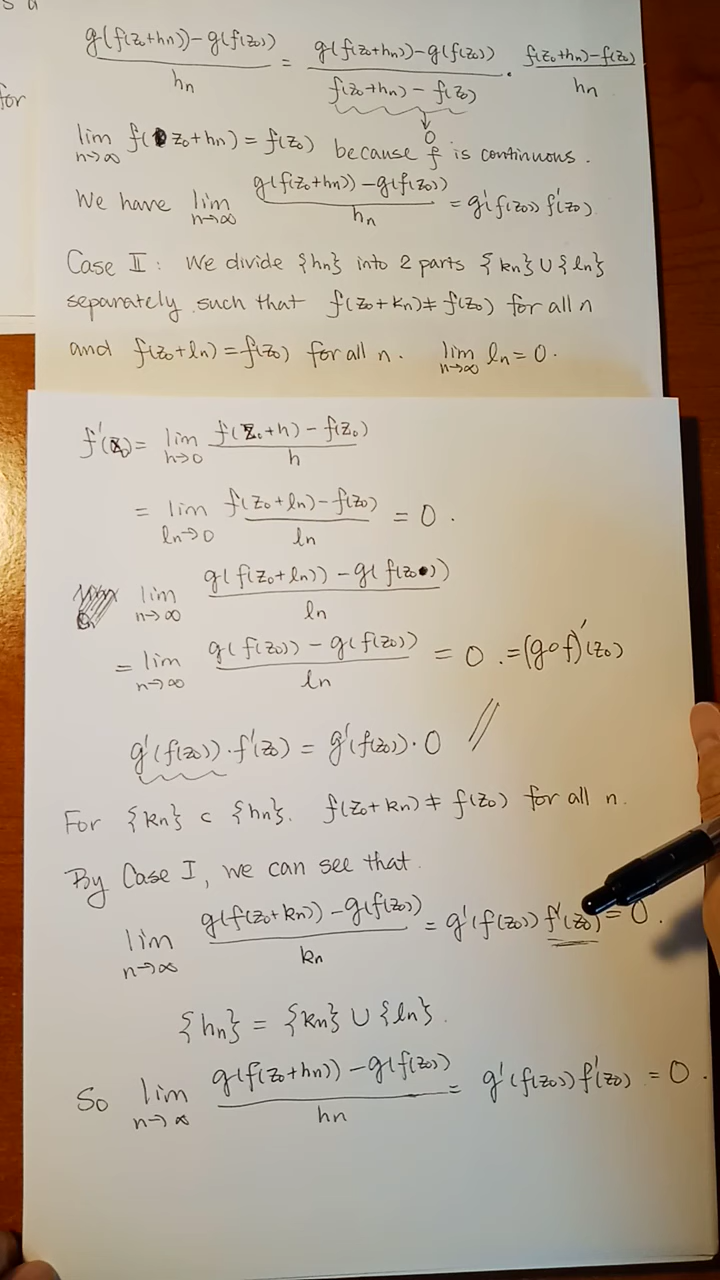 s a
for
g(f(z₀+hn))-g(f(z₀)) / hn = g(f(z₀+hn))-g(f(z₀)) / f(z₀+hn) - f(z₀) · f(z₀+hn)-f(z₀) / hn
↓
0
lim n→∞ f(z₀+hn) = f(z₀) because f is continuous.
We have lim n→∞ g(f(z₀+hn)) - g(f(z₀)) / hn = g'(f(z₀)) f'(z₀)
Case II: We divide {hn} into 2 parts {kn} ∪ {ln}
separately such that f(z₀+kn) ≠ f(z₀) for all n
and f(z₀+ln) = f(z₀) for all n. lim n→∞ ln = 0.
f'(z₀) = lim h→0 f(z₀+h) - f(z₀) / h
= lim ln→0 f(z₀+ln) - f(z₀) / ln = 0.
lim n→∞ g(f(z₀+ln)) - g(f(z₀)) / ln
= lim n→∞ g(f(z₀)) - g(f(z₀)) / ln = 0. = (g∘f)'(z₀)
g'(f(z₀)) · f'(z₀) = g'(f(z₀)) · 0 //
For {kn} ⊂ {hn}. f(z₀+kn) ≠ f(z₀) for all n.
By Case I, we can see that.
lim n→∞ g(f(z₀+kn)) - g(f(z₀)) / kn = g'(f(z₀)) f'(z₀) = 0.
{hn} = {kn} ∪ {ln}.
So lim n→∞ g(f(z₀+hn)) - g(f(z₀)) / hn = g'(f(z₀)) f'(z₀) = 0.